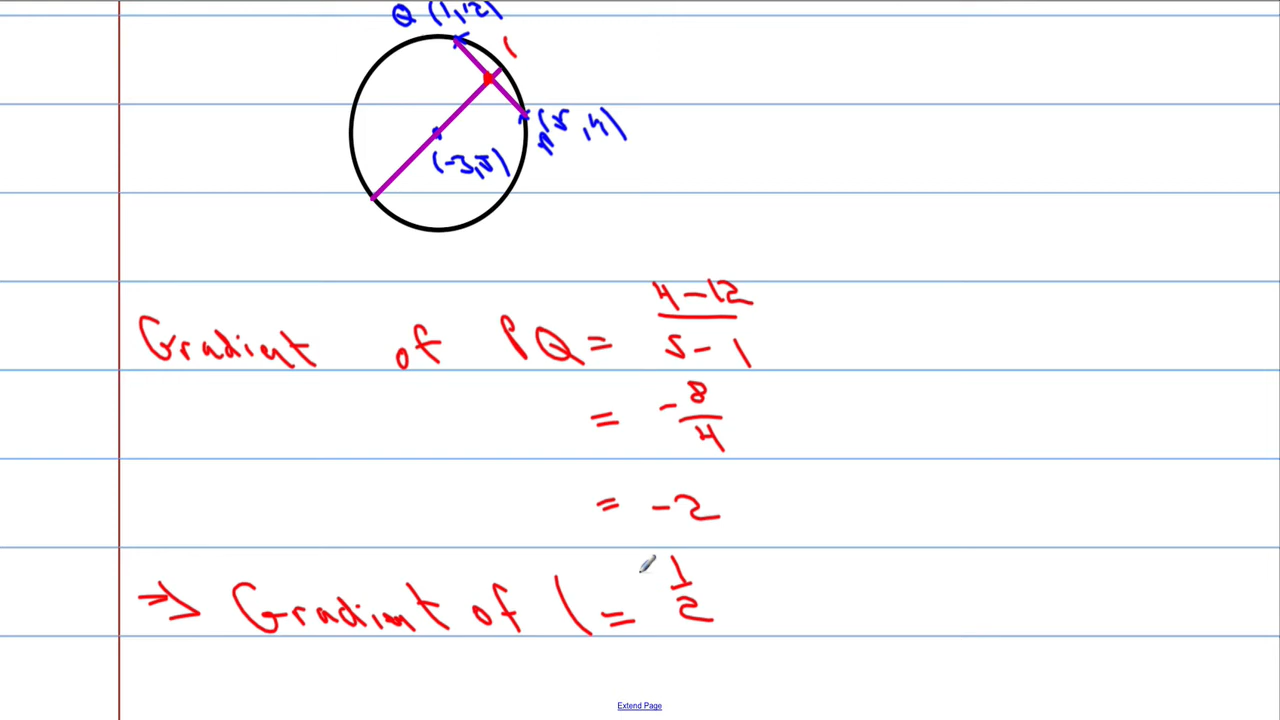 Q (1,12)
l
P(5,4)
(-3,5)
Gradient of PQ = 4-12 / 5-1
= -8/4
= -2
⇒ Gradient of l = 1/2
Extend Page